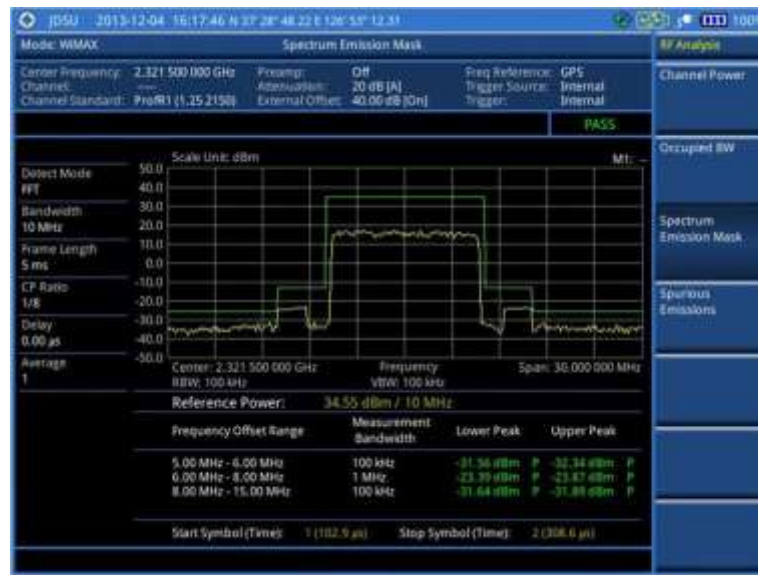 JDSU 2013-12-04 16:17:46 N 37° 28' 48.22 E 126° 53' 12.31 100%
Mode: WiMAX Spectrum Emission Mask RF Analysis
Center Frequency: 2.321 500 000 GHz Preamp: Off Freq Reference: GPS
Channel: ---- Attenuation: 20 dB [A] Trigger Source: Internal
Channel Standard: ProfR1 (1.25 2150) External Offset: 40.00 dB [On] Trigger: Internal
Channel Power
PASS
Occupied BW
Scale Unit: dBm M1: --
Detect Mode
FFT
Bandwidth
10 MHz
Frame Length
5 ms
CP Ratio
1/8
Delay
0.00 µs
Average
1
50.0
40.0
30.0
20.0
10.0
0.0
-10.0
-20.0
-30.0
-40.0
-50.0
Spectrum
Emission Mask
Spurious
Emissions
Center: 2.321 500 000 GHz Frequency Span: 30.000 000 MHz
RBW: 100 kHz VBW: 100 kHz
Reference Power: 34.55 dBm / 10 MHz
Frequency Offset Range Measurement Bandwidth Lower Peak Upper Peak
5.00 MHz - 6.00 MHz 100 kHz -31.56 dBm P -32.34 dBm P
6.00 MHz - 8.00 MHz 1 MHz -23.39 dBm P -23.87 dBm P
8.00 MHz - 15.00 MHz 100 kHz -31.64 dBm P -31.89 dBm P
Start Symbol (Time): 1 (102.9 µs) Stop Symbol (Time): 2 (308.6 µs)